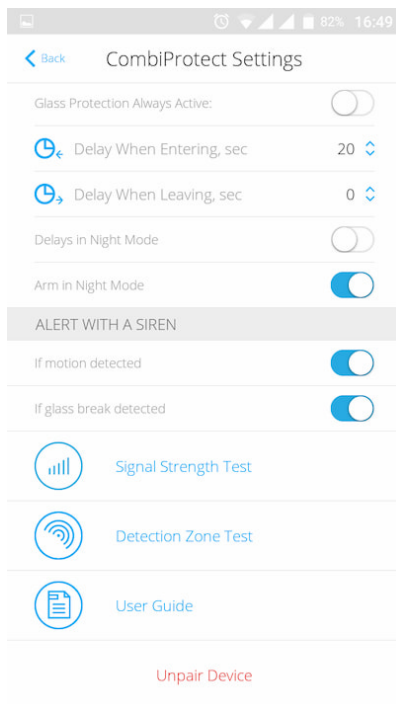 82% 16:49
Back CombiProtect Settings
Glass Protection Always Active:
Delay When Entering, sec 20
Delay When Leaving, sec 0
Delays in Night Mode
Arm in Night Mode
ALERT WITH A SIREN
If motion detected
If glass break detected
Signal Strength Test
Detection Zone Test
User Guide
Unpair Device